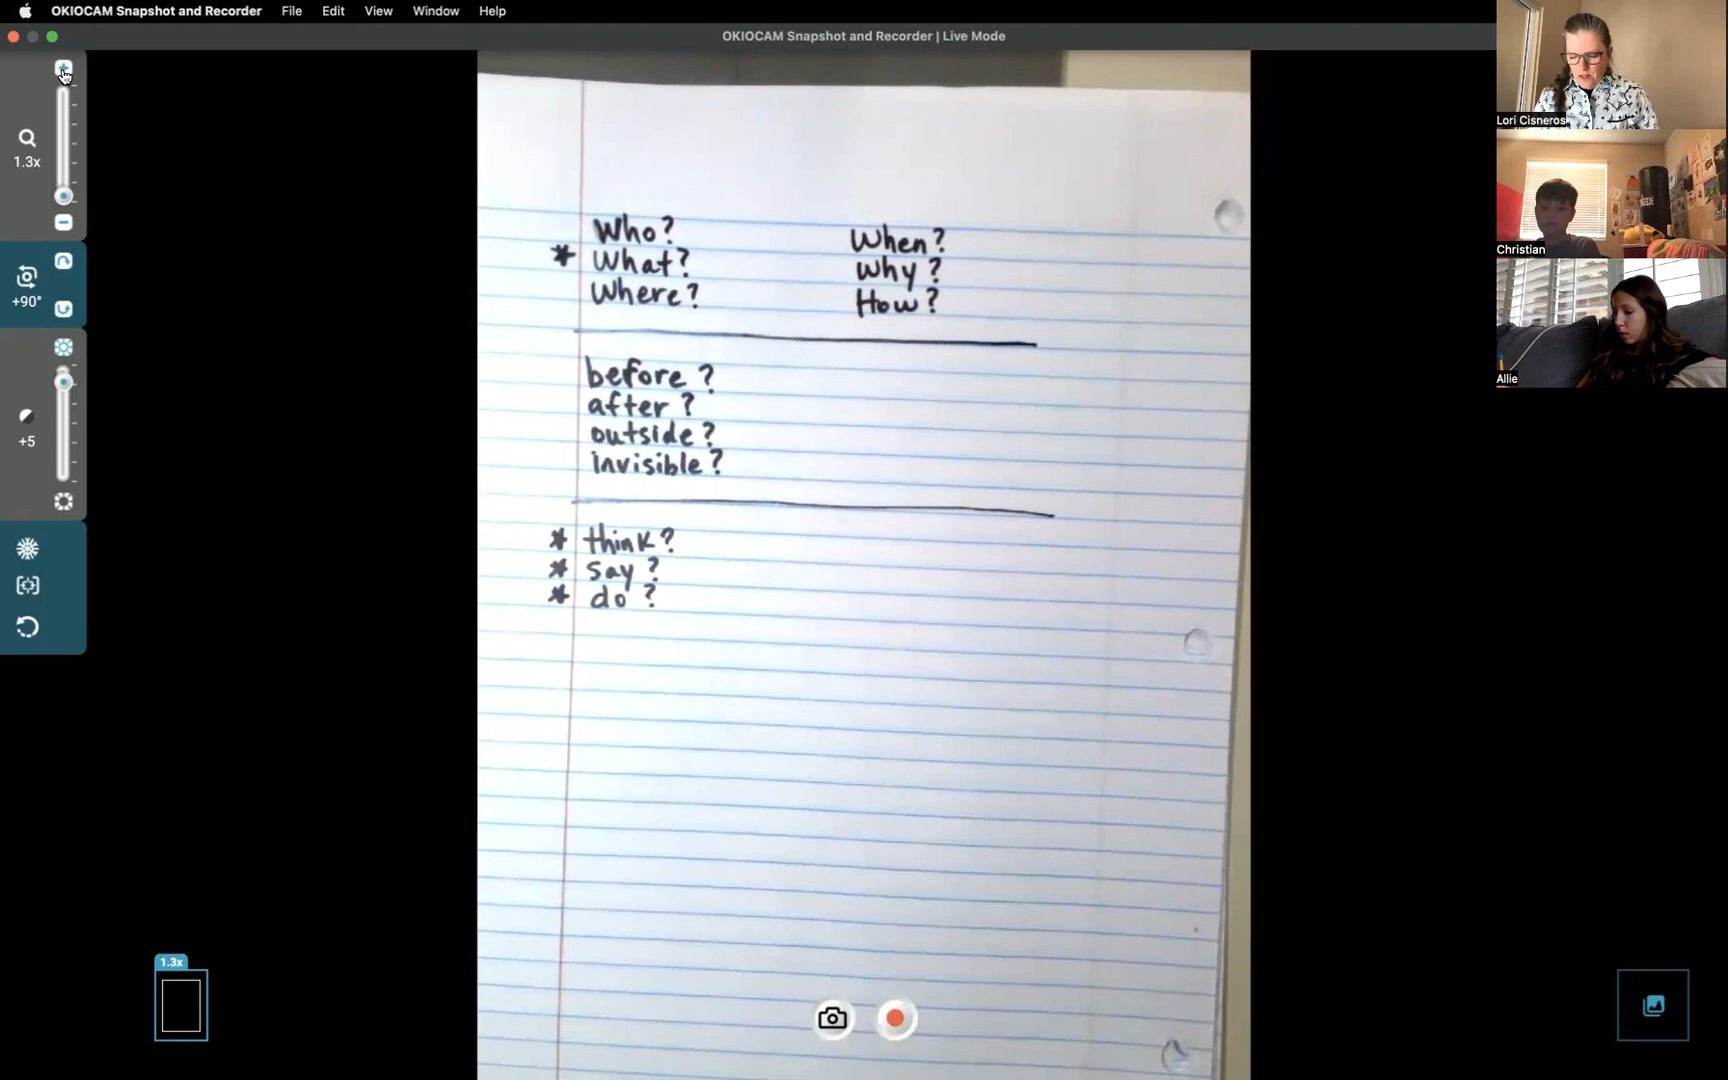 OKIOCAM Snapshot and Recorder File Edit View Window Help
OKIOCAM Snapshot and Recorder | Live Mode
1.3x
+90°
+5
Who?
* What?
Where?
When?
Why?
How?
before?
after?
outside?
invisible?
* think?
* say?
* do?
1.3x
Lori Cisneros
Christian
Allie